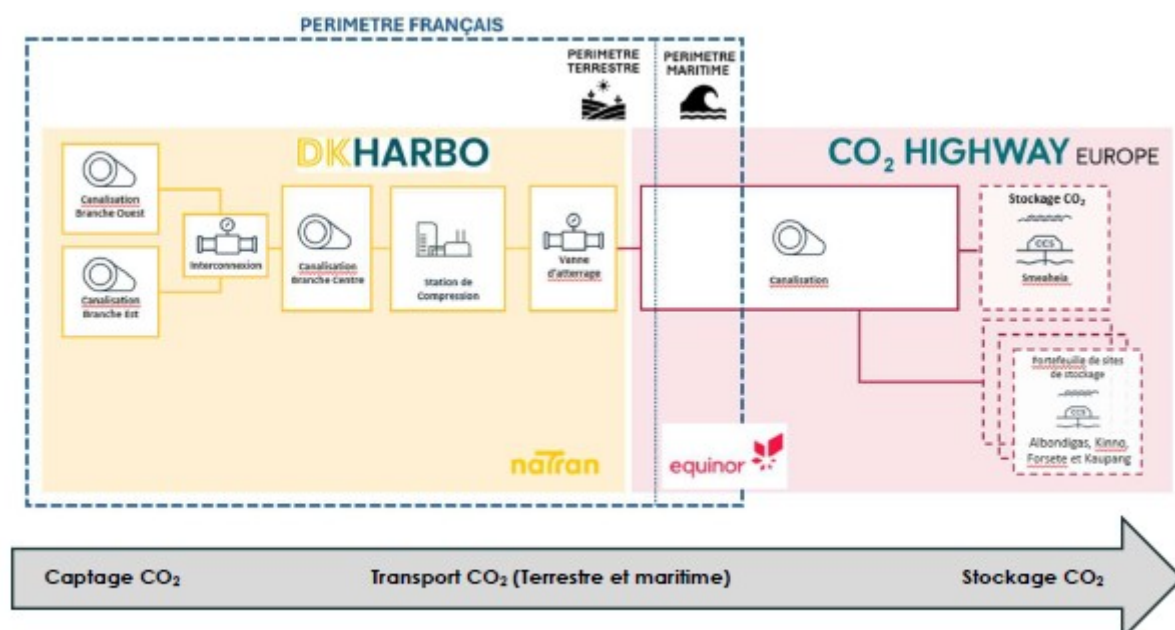 PERIMETRE FRANÇAIS
PERIMETRE
TERRESTRE
PERIMETRE
MARITIME
DKHARBO
CO₂ HIGHWAY EUROPE
Canalisation
Branche Ouest
Canalisation
Branche Est
Interconnexion
Canalisation
Branche Centre
Station de
Compression
Vanne
d'atterrage
Canalisation
Stockage CO₂
CCS
Smeaheia
Portefeuille de sites
de stockage
CCS
Albondigas, Kinno,
Forsete et Kaupang
naTran
equinor
Captage CO₂
Transport CO₂ (Terrestre et maritime)
Stockage CO₂